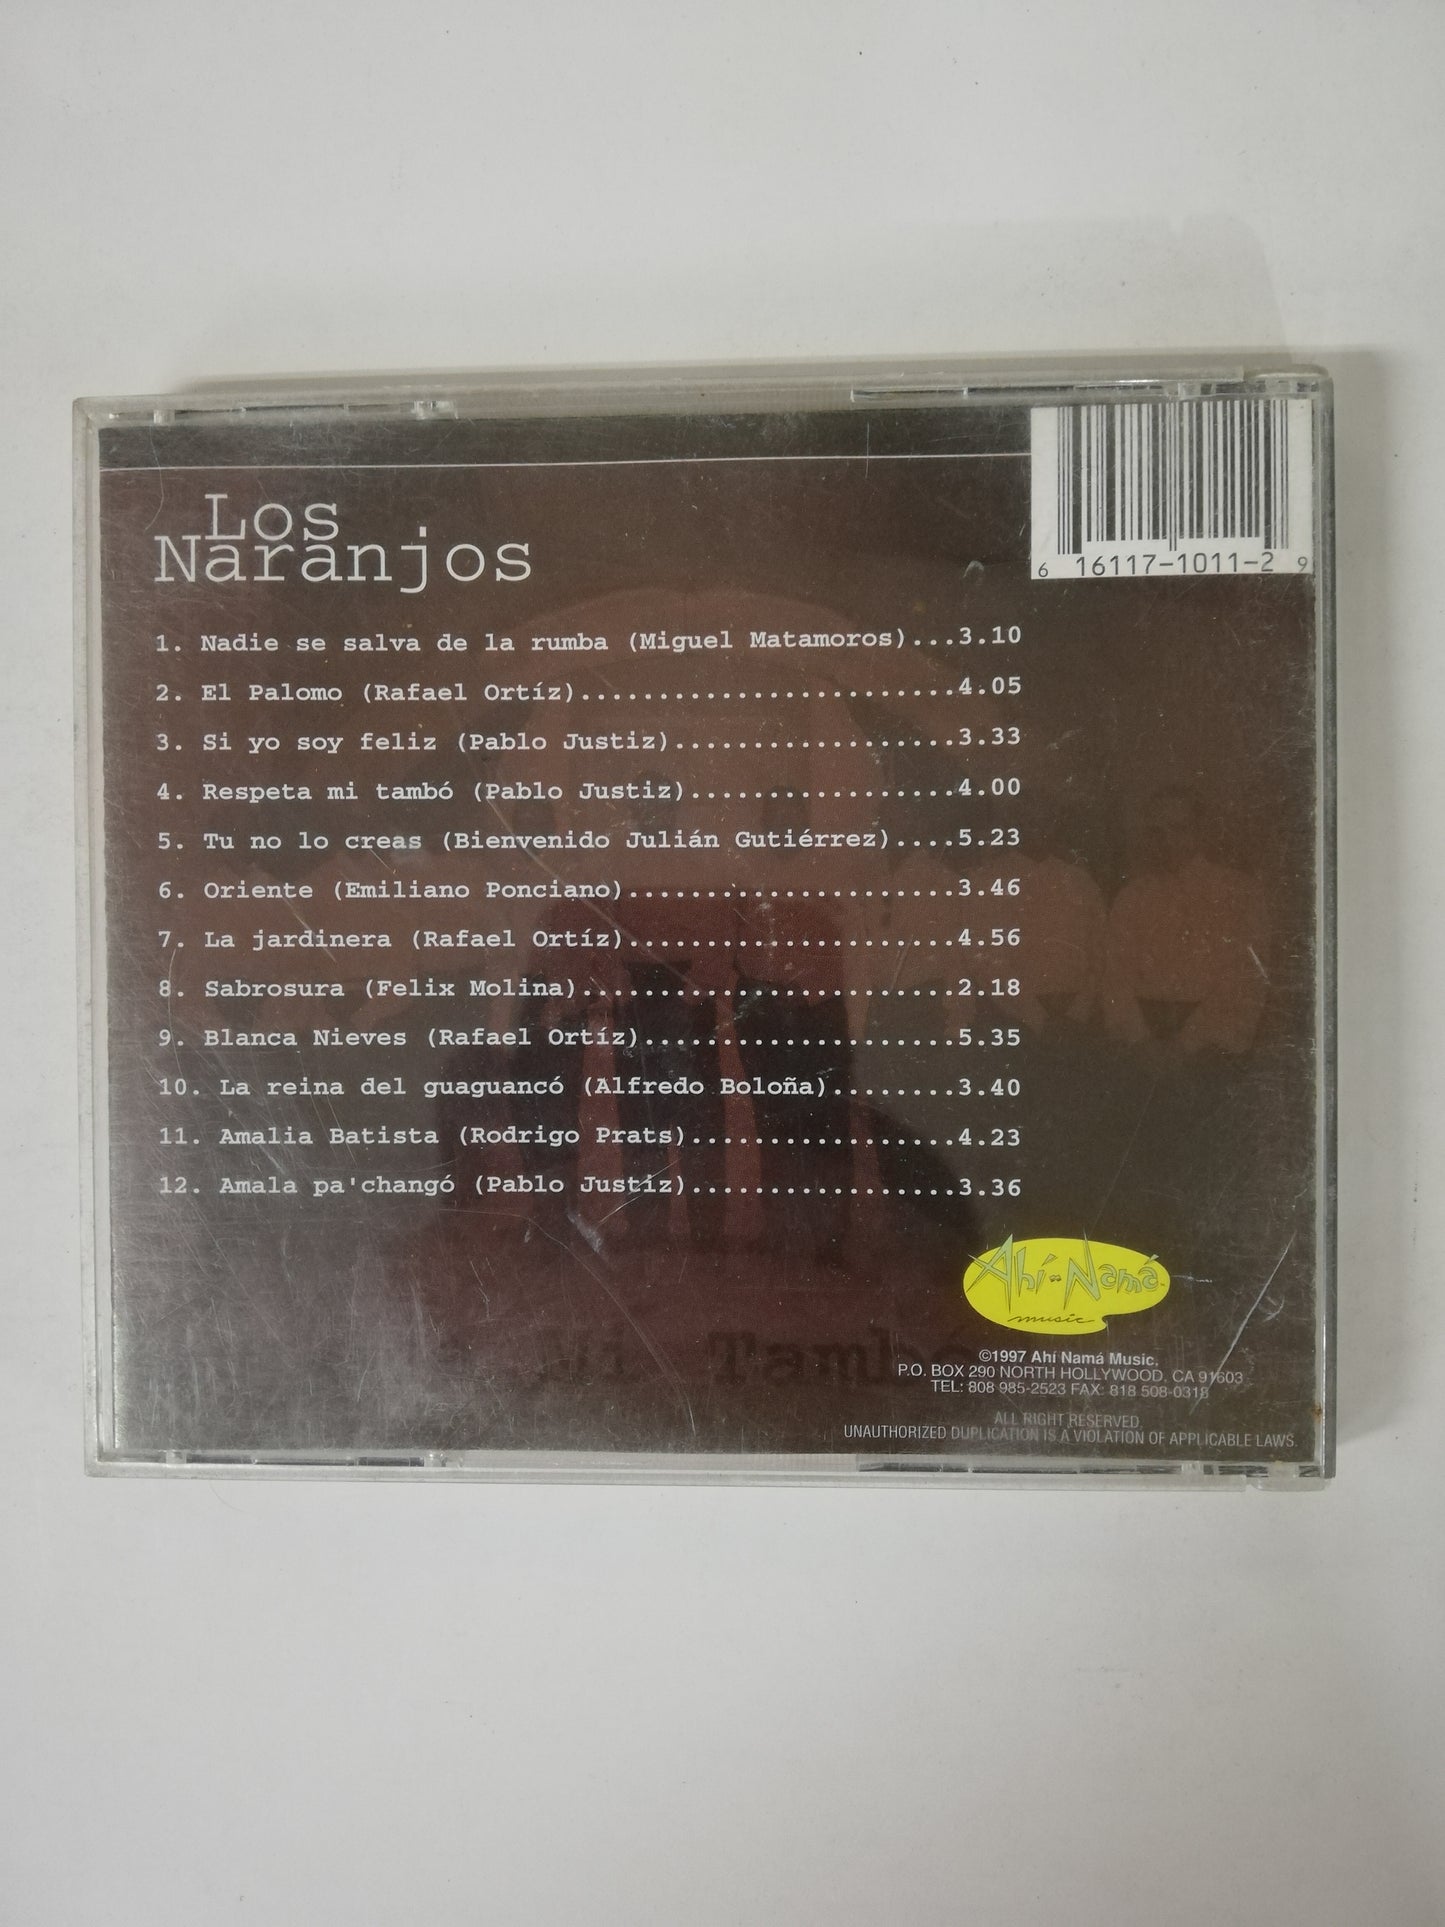 6 16117-1011-2 9
Los
Naranjos
1. Nadie se salva de la rumba (Miguel Matamoros)...3.10
2. El Palomo (Rafael Ortíz)........................4.05
3. Si yo soy feliz (Pablo Justiz)..................3.33
4. Respeta mi tambó (Pablo Justiz).................4.00
5. Tu no lo creas (Bienvenido Julián Gutiérrez)....5.23
6. Oriente (Emiliano Ponciano).....................3.46
7. La jardinera (Rafael Ortíz).....................4.56
8. Sabrosura (Felix Molina)........................2.18
9. Blanca Nieves (Rafael Ortíz)....................5.35
10. La reina del guaguancó (Alfredo Boloña)........3.40
11. Amalia Batista (Rodrigo Prats).................4.23
12. Amala pa'changó (Pablo Justiz).................3.36
Ahí-Namá
music
Mi Tambó
©1997 Ahí Namá Music.
P.O. BOX 290 NORTH HOLLYWOOD, CA 91603
TEL: 808 985-2523 FAX: 818 508-0318
ALL RIGHT RESERVED.
UNAUTHORIZED DUPLICATION IS A VIOLATION OF APPLICABLE LAWS.